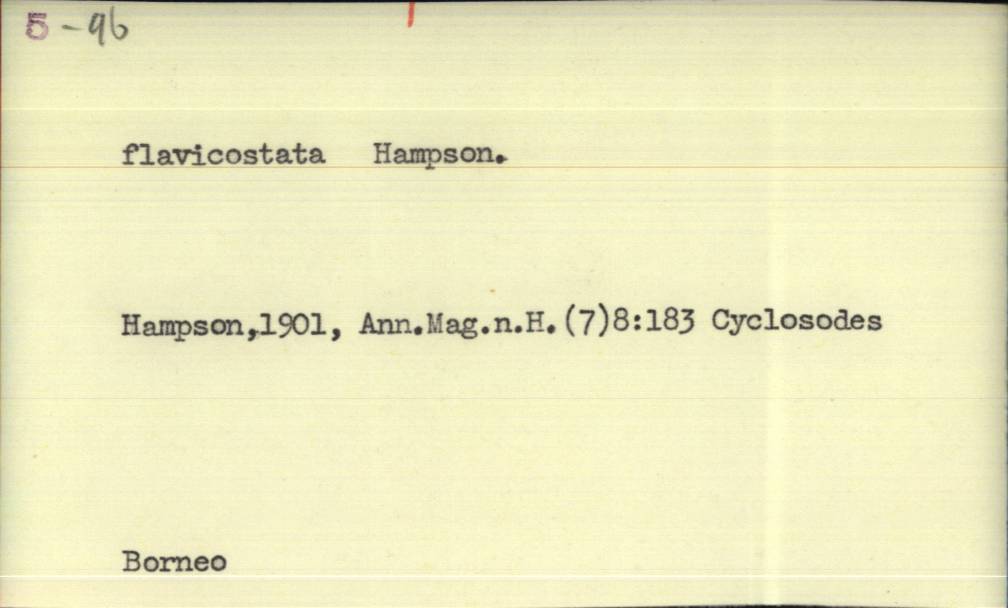 5-96
flavicostata Hampson.
Hampson,1901, Ann.Mag.n.H.(7)8:183 Cyclosodes
Borneo